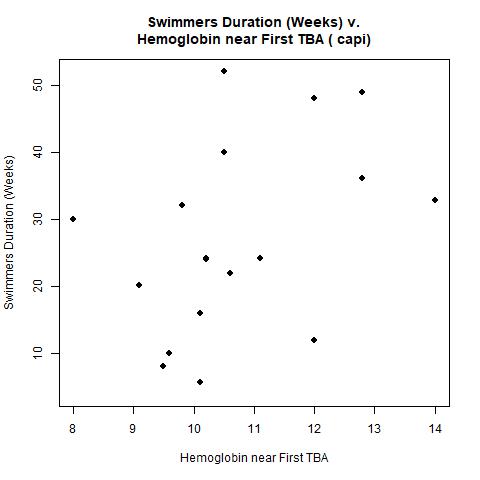 Swimmers Duration (Weeks) v.
Hemoglobin near First TBA ( capi)
Swimmers Duration (Weeks)
50
40
30
20
10
8 9 10 11 12 13 14
Hemoglobin near First TBA